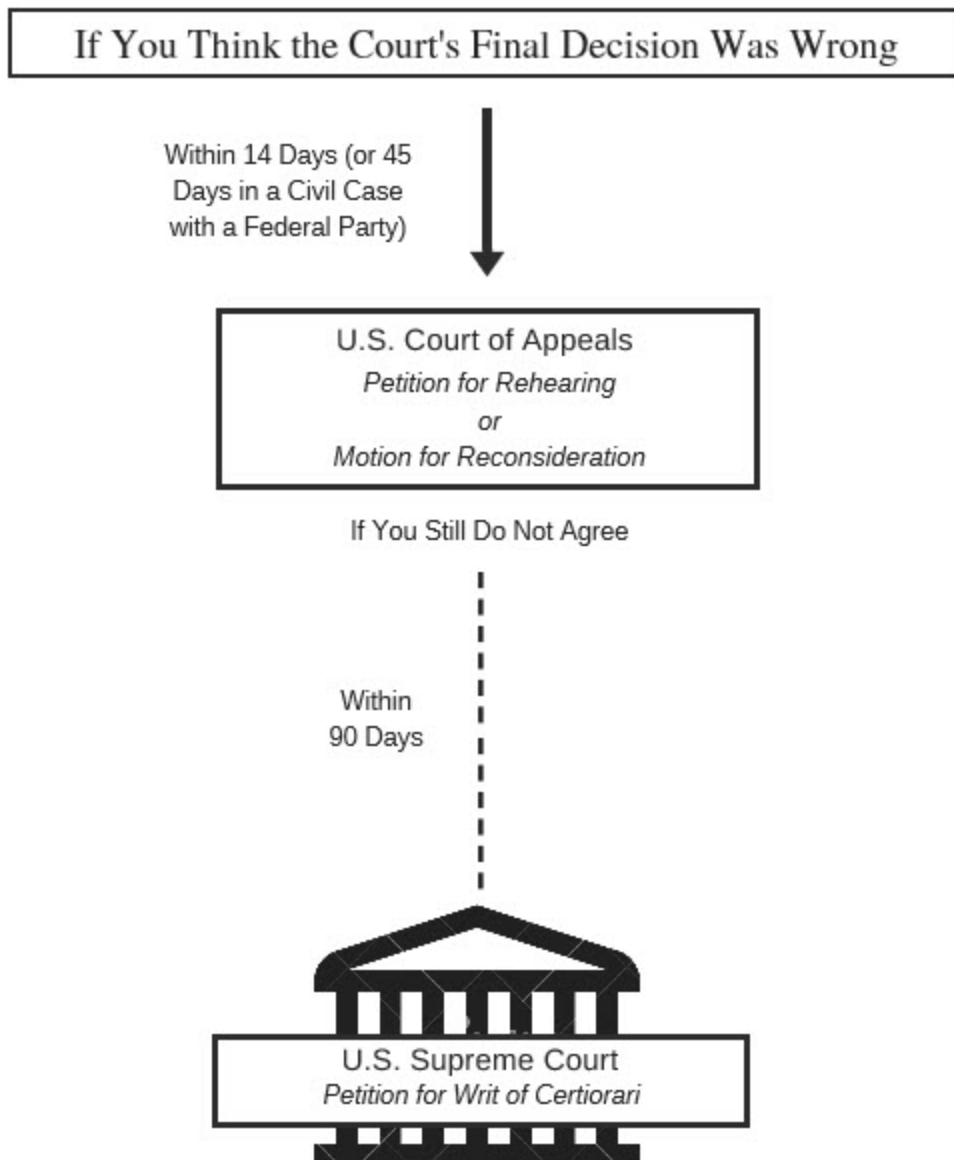 If You Think the Court's Final Decision Was Wrong
Within 14 Days (or 45
Days in a Civil Case
with a Federal Party)
U.S. Court of Appeals
Petition for Rehearing
or
Motion for Reconsideration
If You Still Do Not Agree
Within
90 Days
U.S. Supreme Court
Petition for Writ of Certiorari